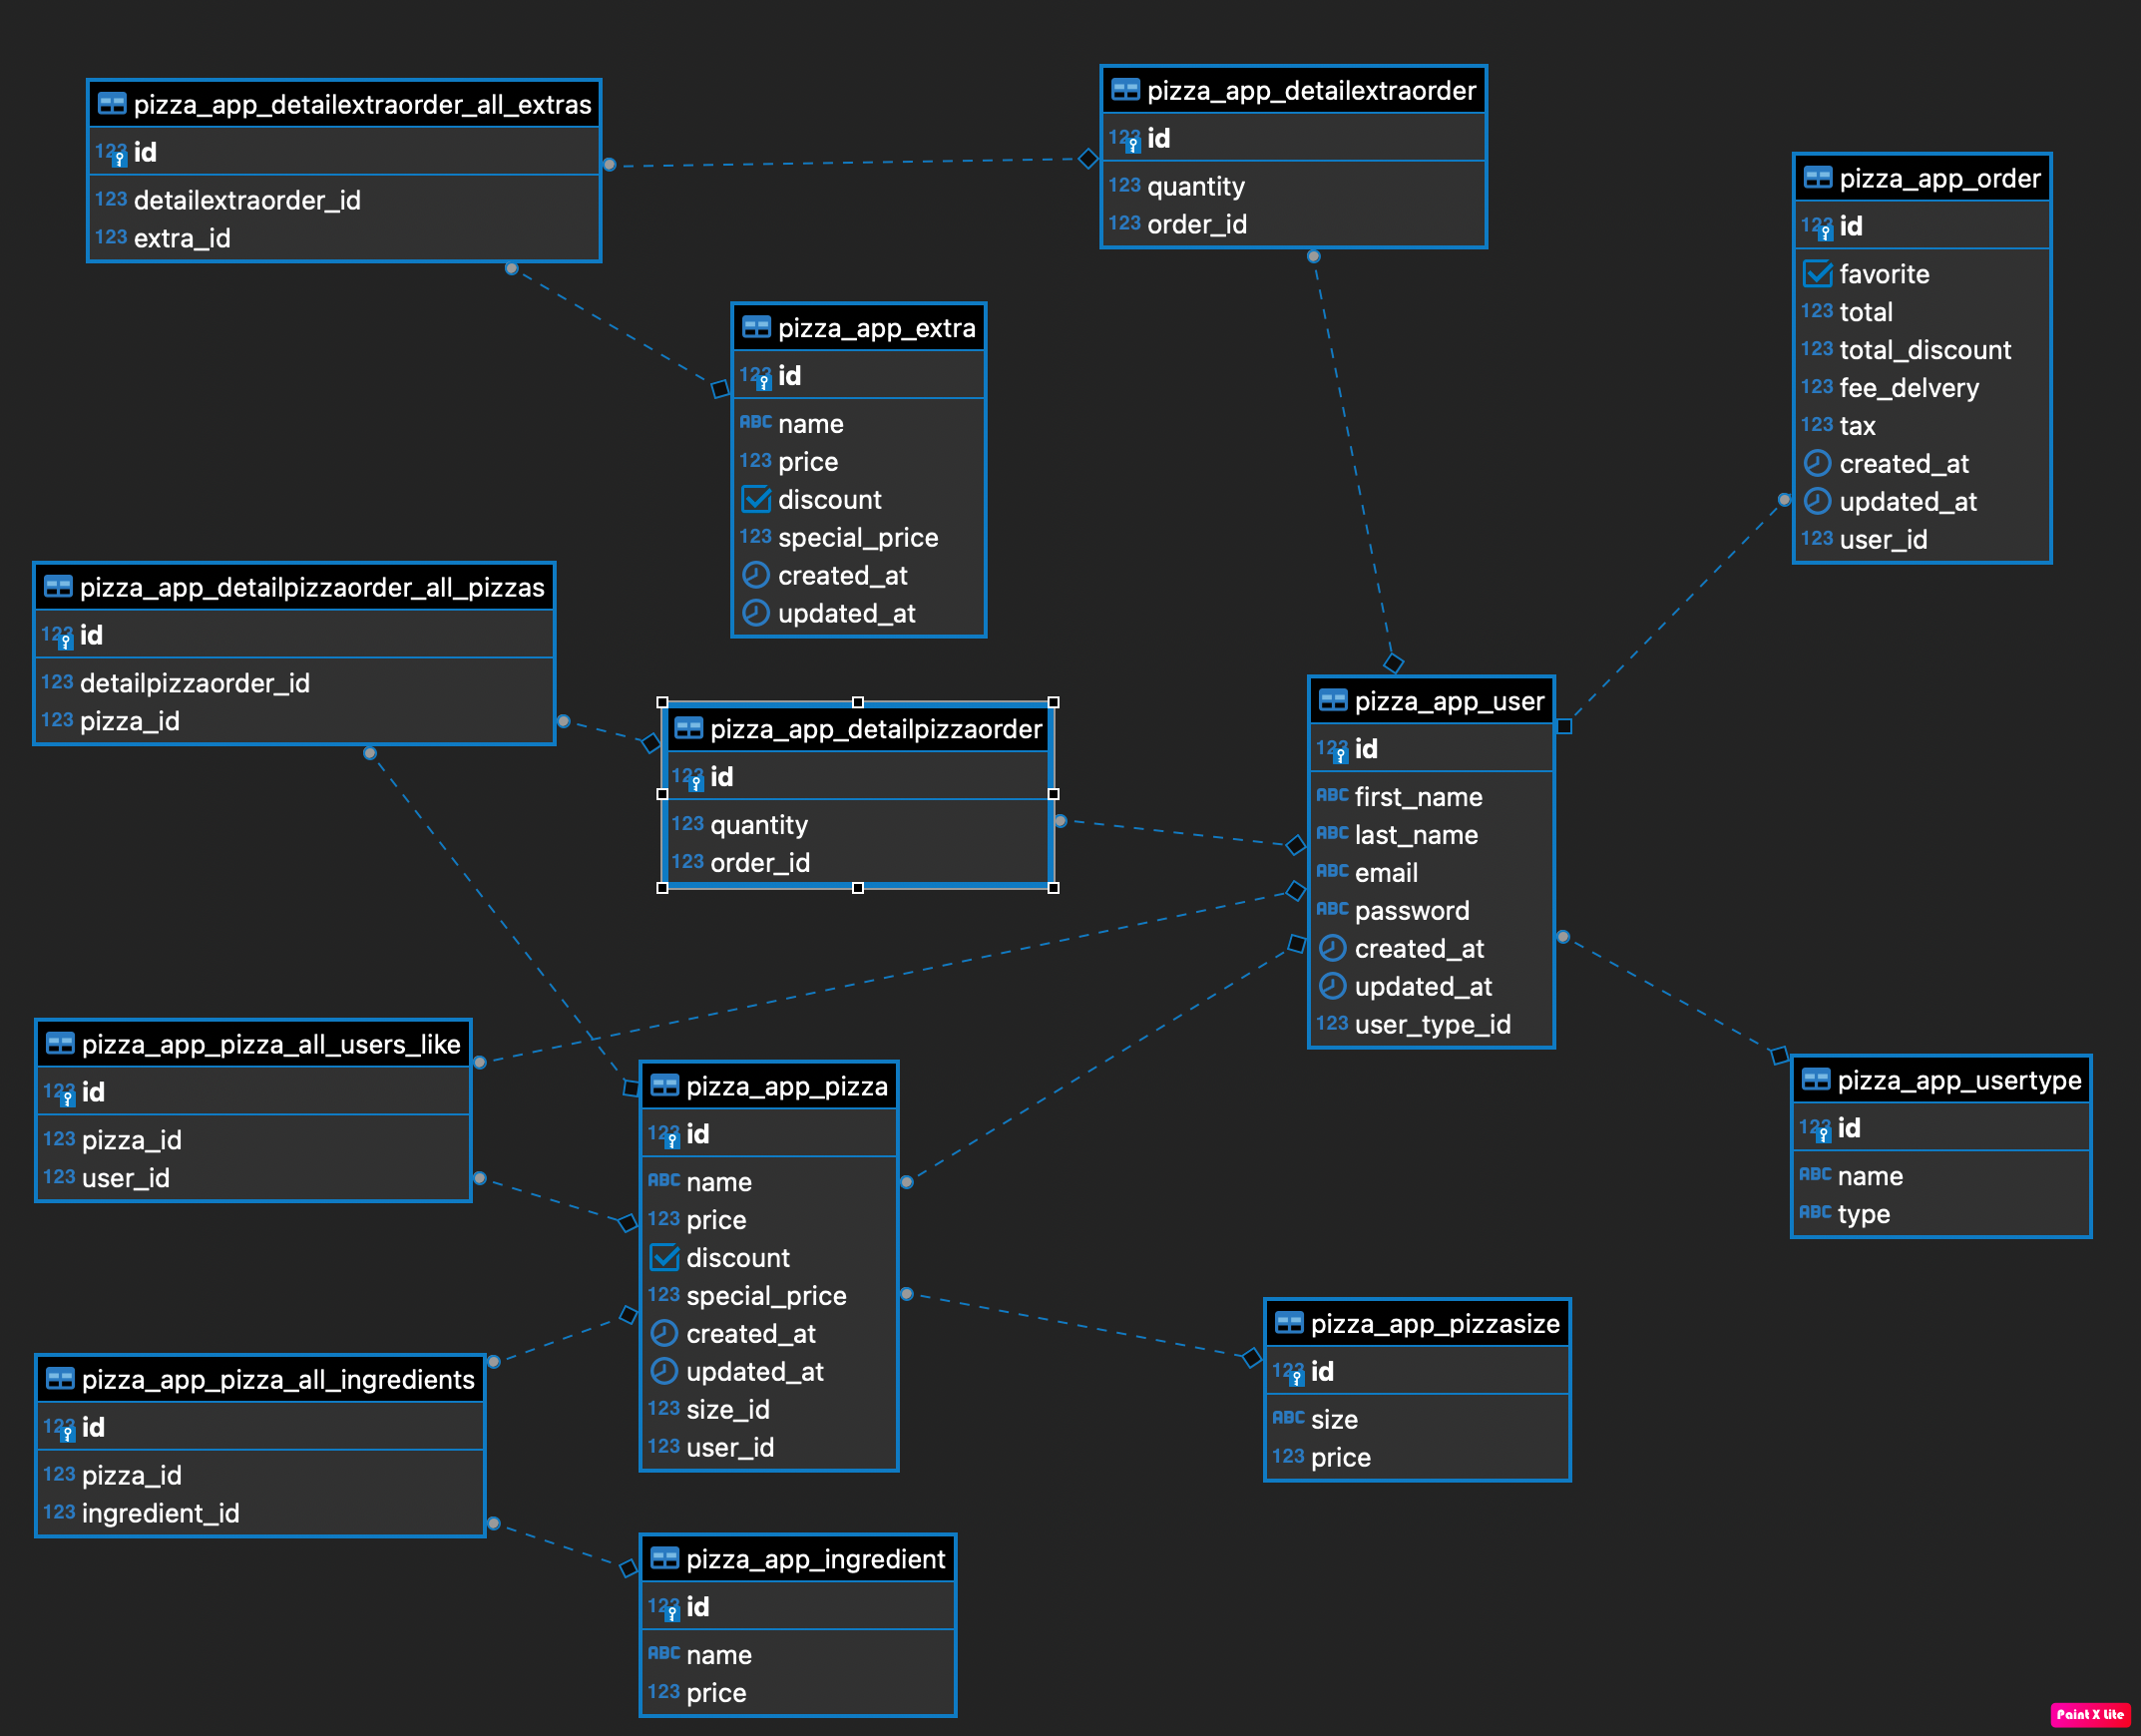 pizza_app_detailextraorder_all_extras
123 id
123 detailextraorder_id
123 extra_id
pizza_app_detailextraorder
123 id
123 quantity
123 order_id
pizza_app_order
123 id
favorite
123 total
123 total_discount
123 fee_delvery
123 tax
created_at
updated_at
123 user_id
pizza_app_extra
123 id
ABC name
123 price
discount
123 special_price
created_at
updated_at
pizza_app_detailpizzaorder_all_pizzas
123 id
123 detailpizzaorder_id
123 pizza_id
pizza_app_detailpizzaorder
123 id
123 quantity
123 order_id
pizza_app_user
123 id
ABC first_name
ABC last_name
ABC email
ABC password
created_at
updated_at
123 user_type_id
pizza_app_pizza_all_users_like
123 id
123 pizza_id
123 user_id
pizza_app_pizza
123 id
ABC name
123 price
discount
123 special_price
created_at
updated_at
123 size_id
123 user_id
pizza_app_usertype
123 id
ABC name
ABC type
pizza_app_pizzasize
123 id
ABC size
123 price
pizza_app_pizza_all_ingredients
123 id
123 pizza_id
123 ingredient_id
pizza_app_ingredient
123 id
ABC name
123 price
Paint X Lite